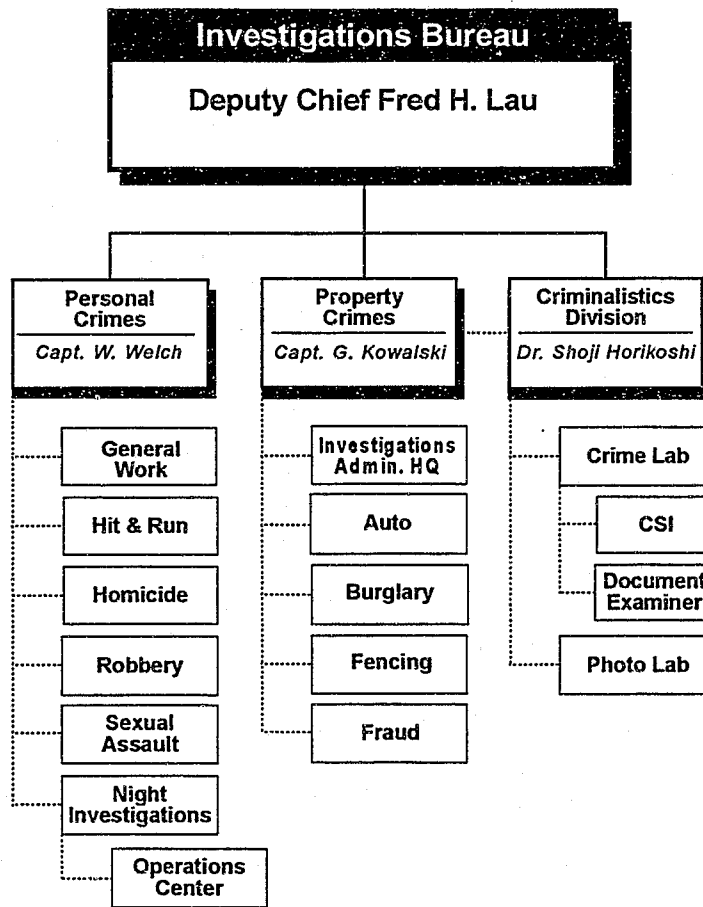 Investigations Bureau
Deputy Chief Fred H. Lau
Personal
Crimes
Capt. W. Welch
General
Work
Hit & Run
Homicide
Robbery
Sexual
Assault
Night
Investigations
Operations
Center
Property
Crimes
Capt. G. Kowalski
Investigations
Admin. HQ
Auto
Burglary
Fencing
Fraud
Criminalistics
Division
Dr. Shoji Horikoshi
Crime Lab
CSI
Document
Examiner
Photo Lab